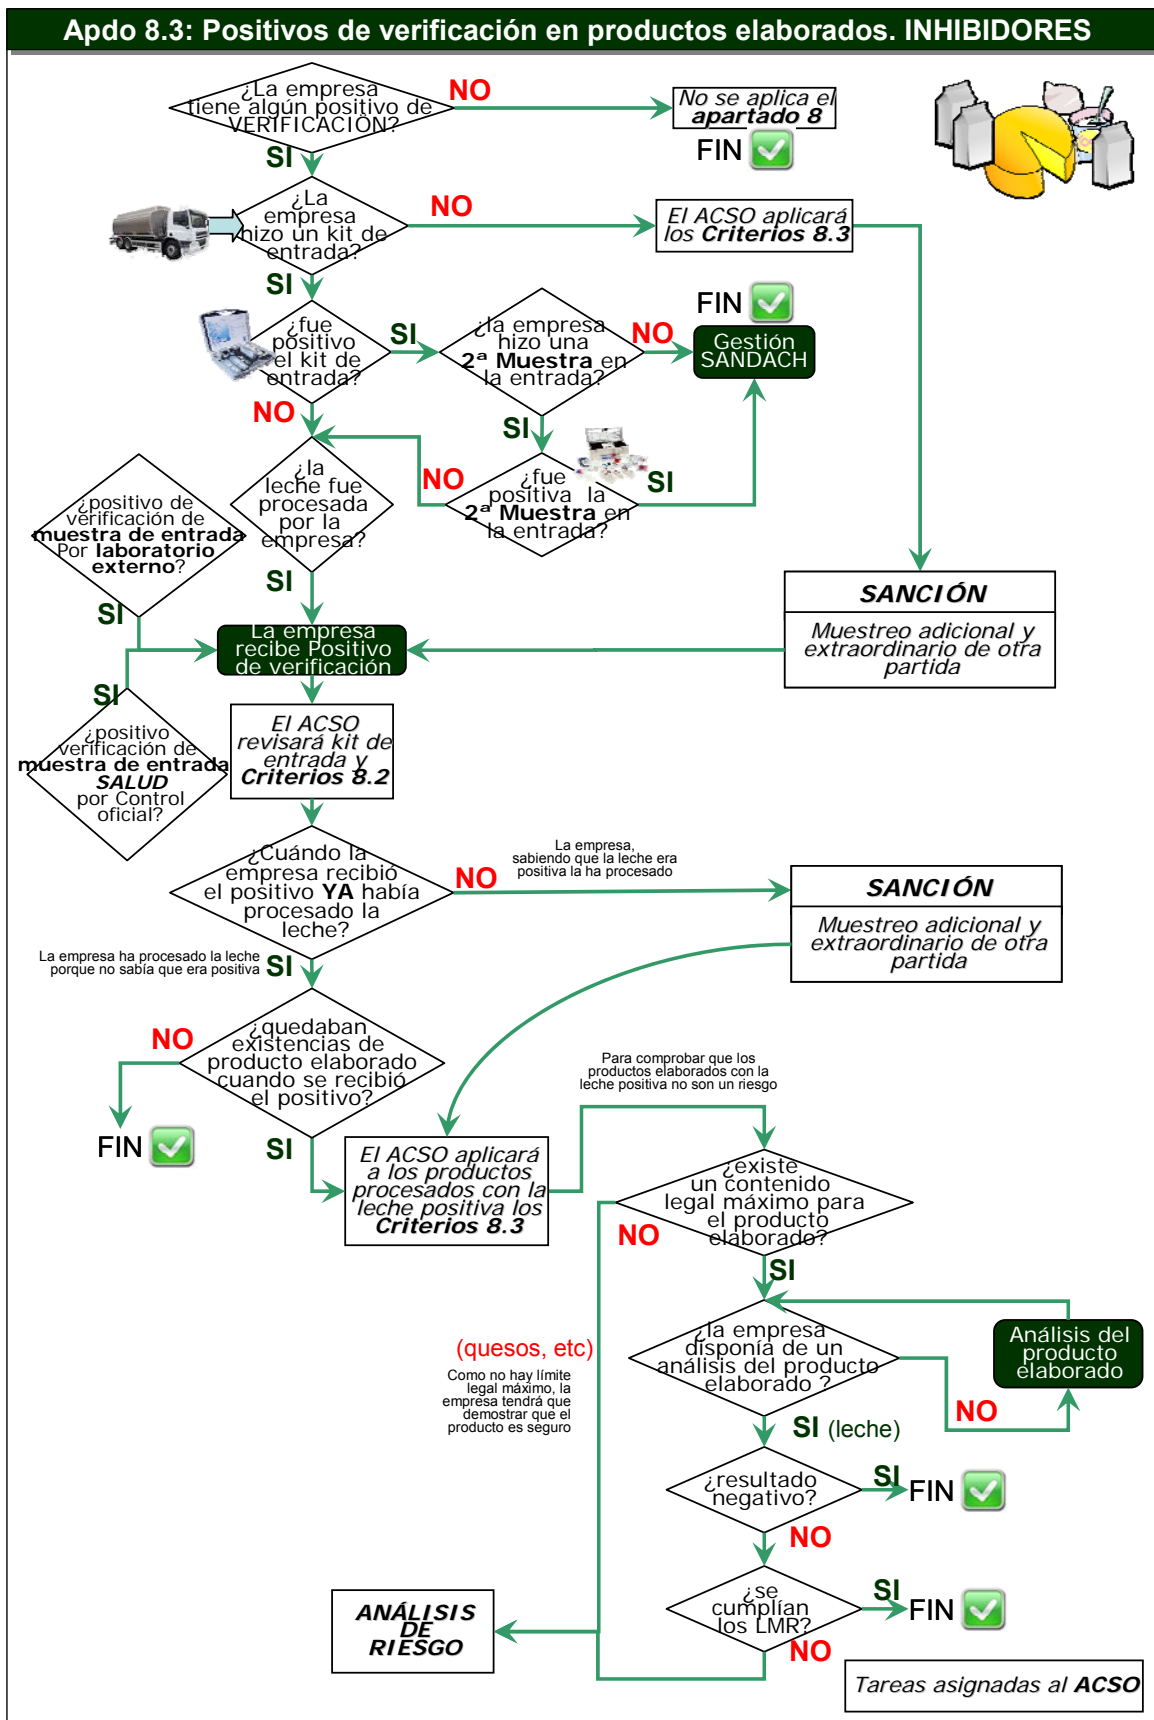 Apdo 8.3: Positivos de verificación en productos elaborados. INHIBIDORES
¿La empresa
tiene algún positivo de
VERIFICACIÓN?
NO
No se aplica el
apartado 8
FIN
SI
¿La
empresa
hizo un kit de
entrada?
NO
El ACSO aplicará
los Criterios 8.3
SI
¿fue
positivo
el kit de
entrada?
SI
¿la empresa
hizo una
2ª Muestra en
la entrada?
NO
FIN
Gestión
SANDACH
NO
SI
¿la
leche fue
procesada
por la
empresa?
NO
¿fue
positiva la
2ª Muestra en
la entrada?
SI
¿positivo de
verificación de
muestra de entrada
Por laboratorio
externo?
SI
SI
SANCIÓN
Muestreo adicional y
extraordinario de otra
partida
La empresa
recibe Positivo
de verificación
SI
¿positivo
verificación de
muestra de entrada
SALUD
por Control
oficial?
El ACSO
revisará kit de
entrada y
Criterios 8.2
¿Cuándo la
empresa recibió
el positivo YA había
procesado la
leche?
NO
La empresa,
sabiendo que la leche era
positiva la ha procesado
SANCIÓN
Muestreo adicional y
extraordinario de otra
partida
La empresa ha procesado la leche
porque no sabía que era positiva
SI
¿quedaban
existencias de
producto elaborado
cuando se recibió
el positivo?
NO
FIN
SI
El ACSO aplicará
a los productos
procesados con la
leche positiva los
Criterios 8.3
Para comprobar que los
productos elaborados con la
leche positiva no son un riesgo
¿existe
un contenido
legal máximo para
el producto
elaborado?
NO
SI
(quesos, etc)
Como no hay límite
legal máximo, la
empresa tendrá que
demostrar que el
producto es seguro
¿la empresa
disponía de un
análisis del producto
elaborado ?
Análisis del
producto
elaborado
NO
SI (leche)
¿resultado
negativo?
SI
FIN
NO
¿se
cumplían
los LMR?
SI
FIN
NO
ANÁLISIS
DE
RIESGO
Tareas asignadas al ACSO